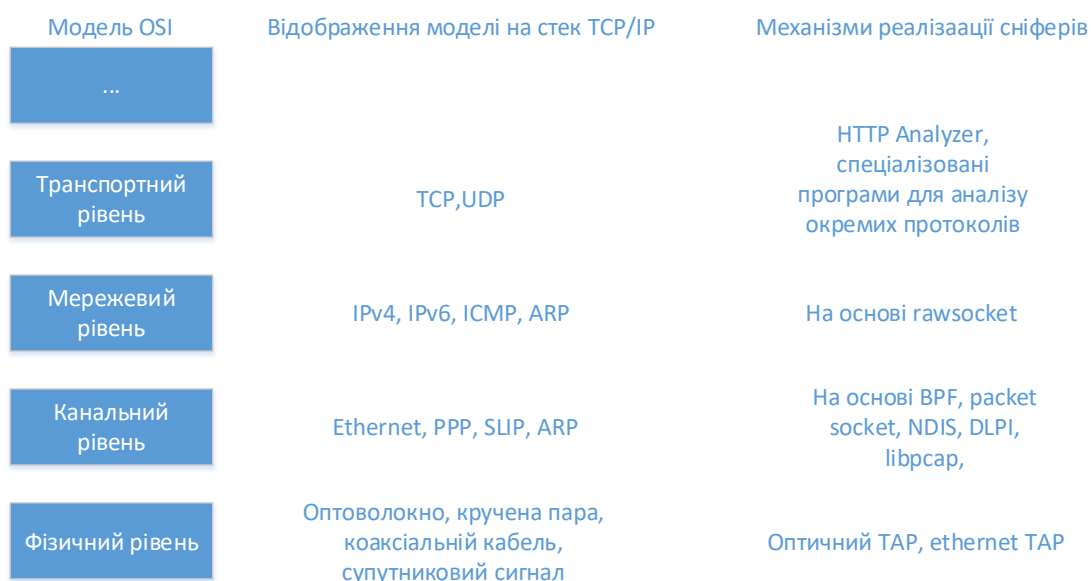 Модель OSI
Відображення моделі на стек TCP/IP
Механізми реалізаації сніферів
...
Транспортний
рівень
TCP,UDP
HTTP Analyzer,
спеціалізовані
програми для аналізу
окремих протоколів
Мережевий
рівень
IPv4, IPv6, ICMP, ARP
На основі rawsocket
Канальний
рівень
Ethernet, PPP, SLIP, ARP
На основі BPF, packet
socket, NDIS, DLPI,
libpcap,
Фізичний рівень
Оптоволокно, кручена пара,
коаксіальній кабель,
супутниковий сигнал
Оптичний TAP, ethernet TAP